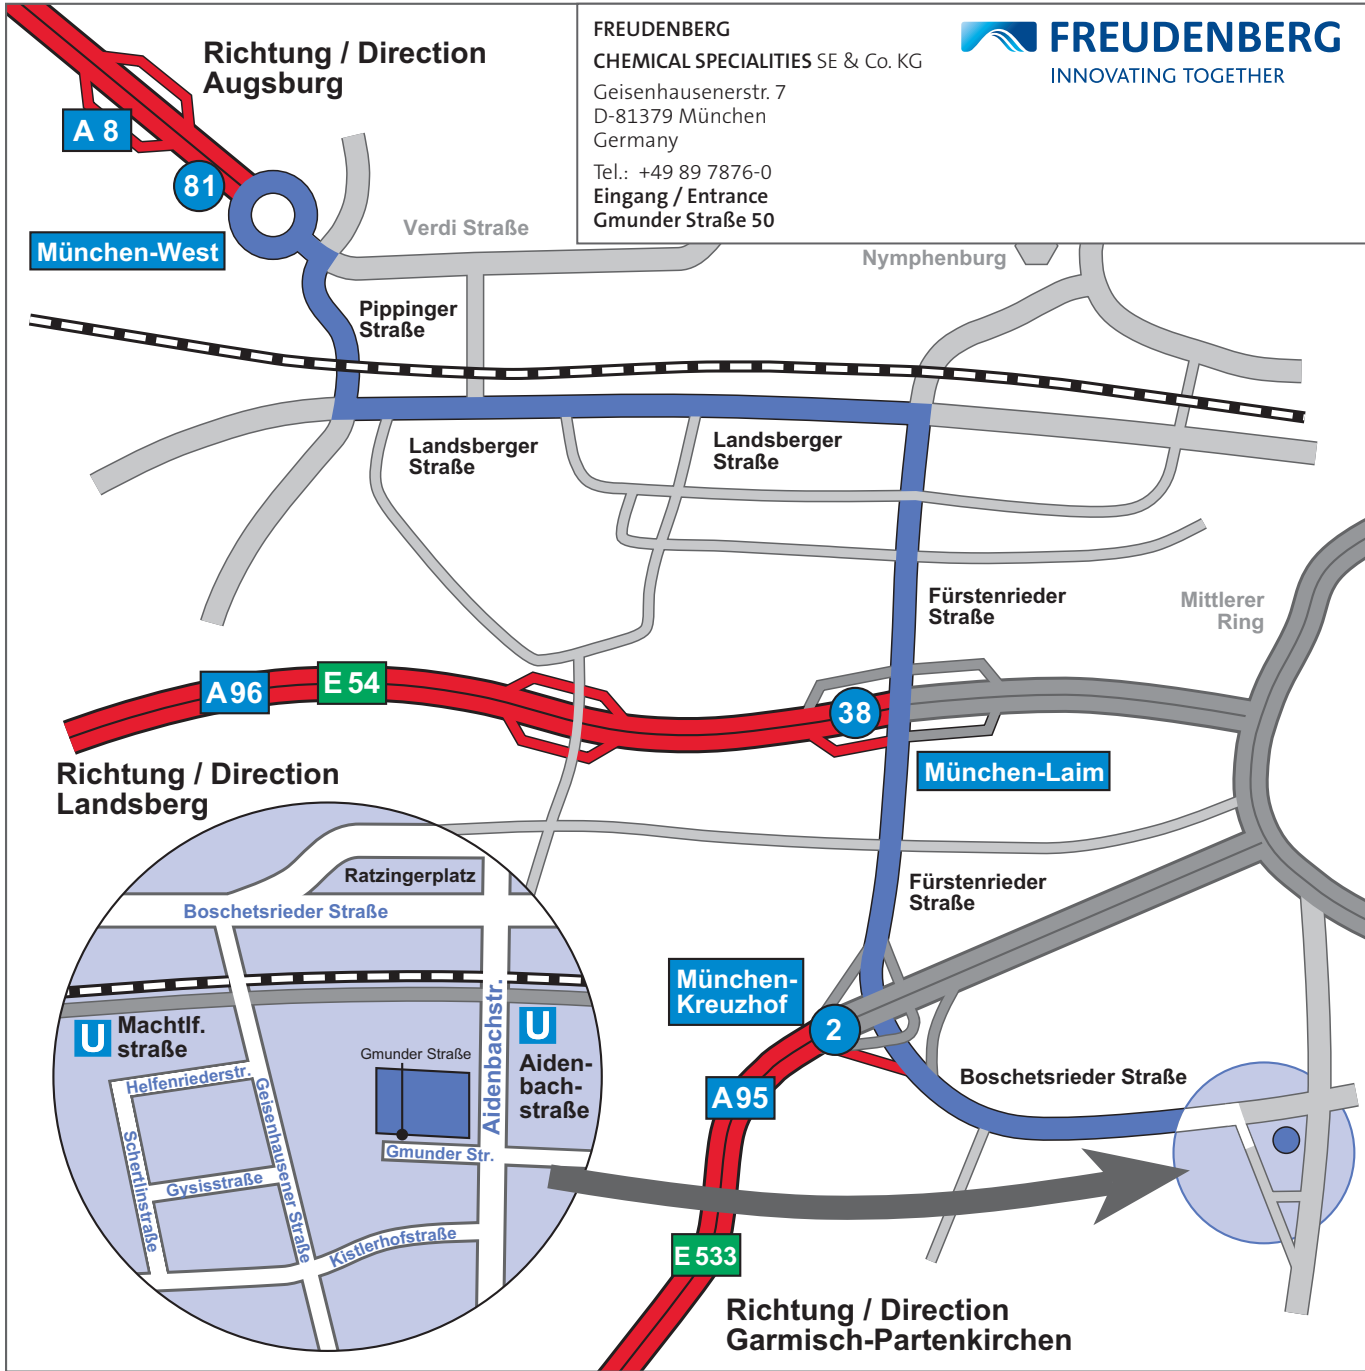 FREUDENBERG
CHEMICAL SPECIALITIES SE & Co. KG
Geisenhausenerstr. 7
D-81379 München
Germany
Tel.: +49 89 7876-0
Eingang / Entrance
Gmunder Straße 50
FREUDENBERG
INNOVATING TOGETHER
Richtung / Direction
Augsburg
A 8
81
München-West
Verdi Straße
Nymphenburg
Pippinger
Straße
Landsberger
Straße
Landsberger
Straße
Fürstenrieder
Straße
Mittlerer
Ring
A 96
E 54
38
München-Laim
Richtung / Direction
Landsberg
Fürstenrieder
Straße
München-
Kreuzhof
2
A 95
Boschetsrieder Straße
E 533
Richtung / Direction
Garmisch-Partenkirchen
Ratzingerplatz
Boschetsrieder Straße
U
Machtlf.
straße
Aidenbachstr.
U
Aiden-
bach-
straße
Gmunder Straße
Helfenriederstr.
Geisenhausener Straße
Schertlinstraße
Gysisstraße
Gmunder Str.
Kistlerhofstraße